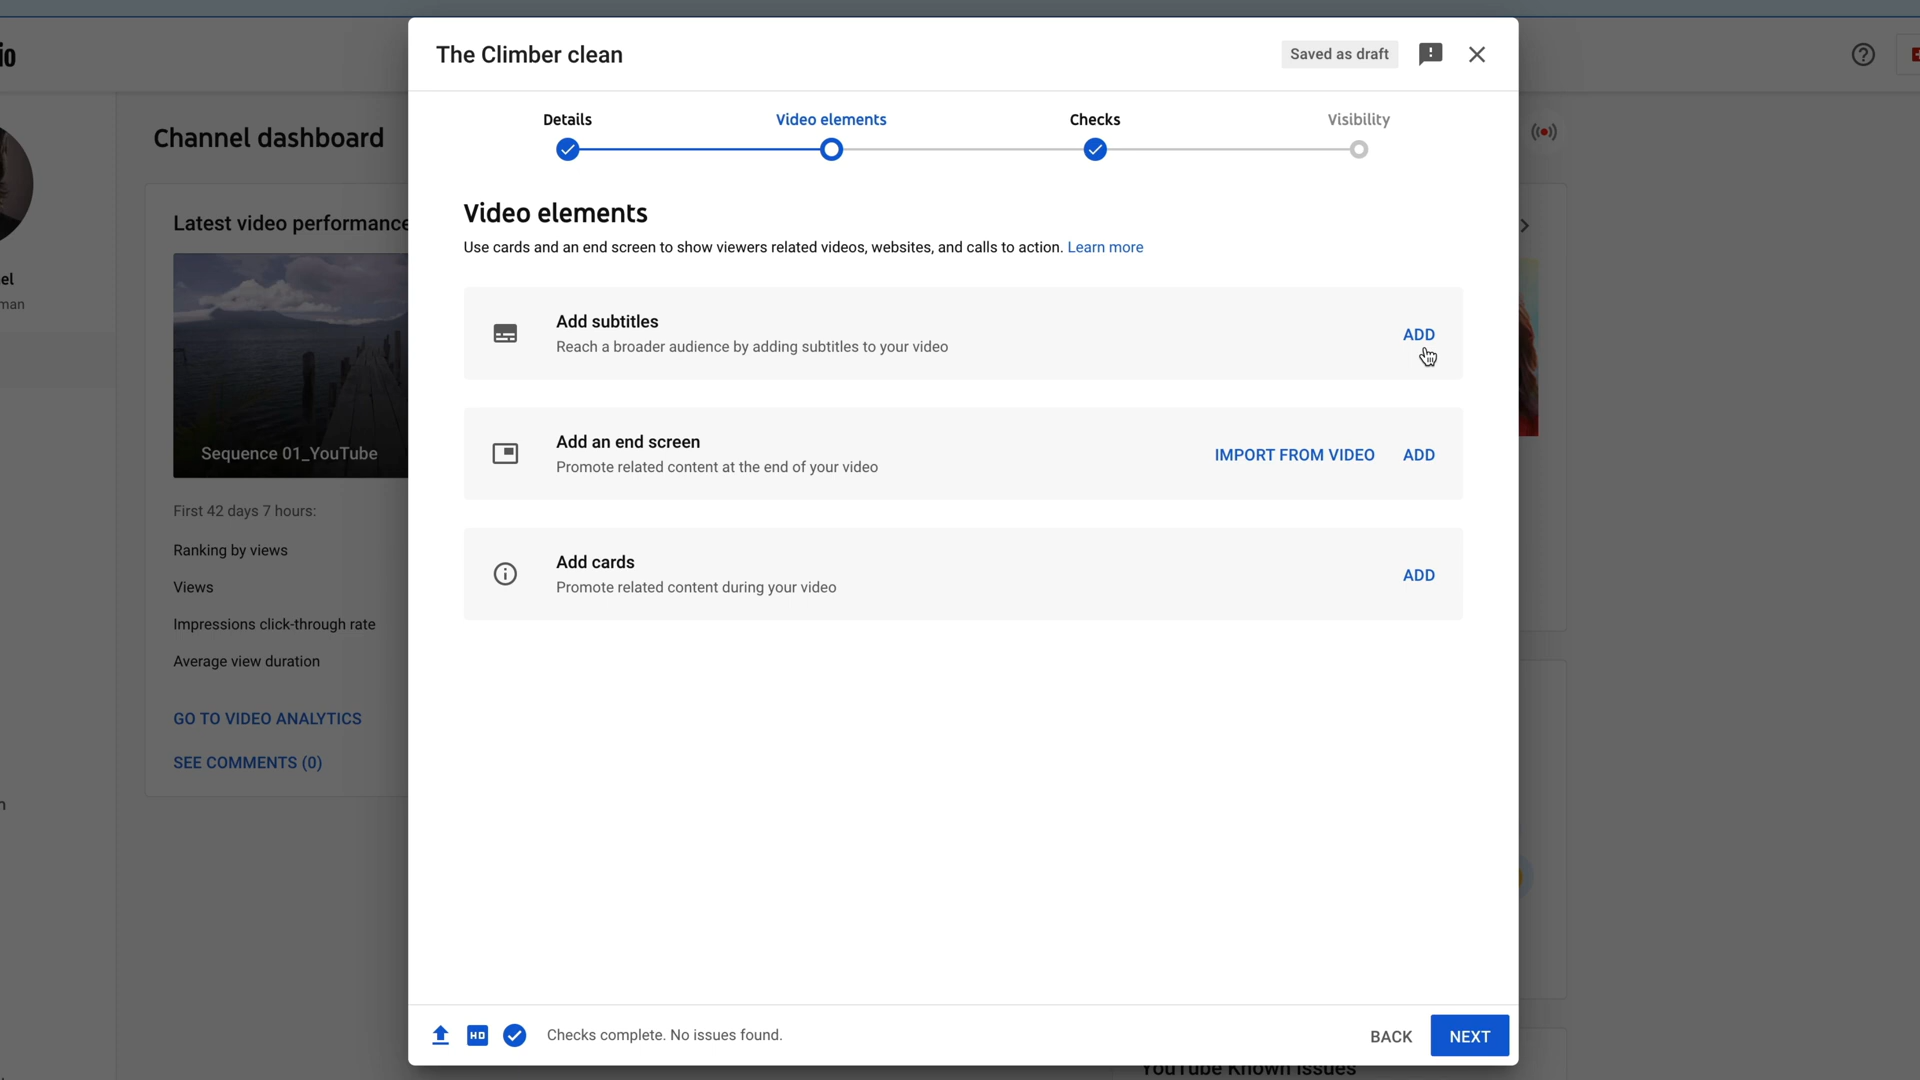 io
The Climber clean
Saved as draft
Details
Video elements
Checks
Visibility
Channel dashboard
Video elements
Use cards and an end screen to show viewers related videos, websites, and calls to action. Learn more
Latest video performance
el
man
Add subtitles
Reach a broader audience by adding subtitles to your video
ADD
Add an end screen
Promote related content at the end of your video
IMPORT FROM VIDEO
ADD
Sequence 01_YouTube
First 42 days 7 hours:
Ranking by views
Views
Impressions click-through rate
Average view duration
Add cards
Promote related content during your video
ADD
GO TO VIDEO ANALYTICS
SEE COMMENTS (0)
n
HD
Checks complete. No issues found.
BACK
NEXT
YouTube Known Issues